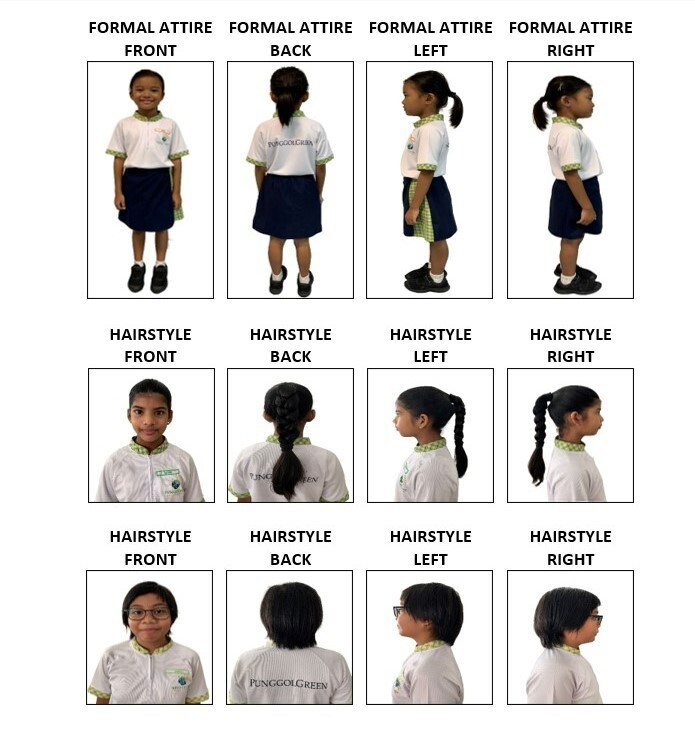 FORMAL ATTIRE FORMAL ATTIRE FORMAL ATTIRE FORMAL ATTIRE
FRONT BACK LEFT RIGHT
PUNGGOLGREEN
HAIRSTYLE HAIRSTYLE HAIRSTYLE HAIRSTYLE
FRONT BACK LEFT RIGHT
HAIRSTYLE HAIRSTYLE HAIRSTYLE HAIRSTYLE
FRONT BACK LEFT RIGHT
PUNGGOLGREEN